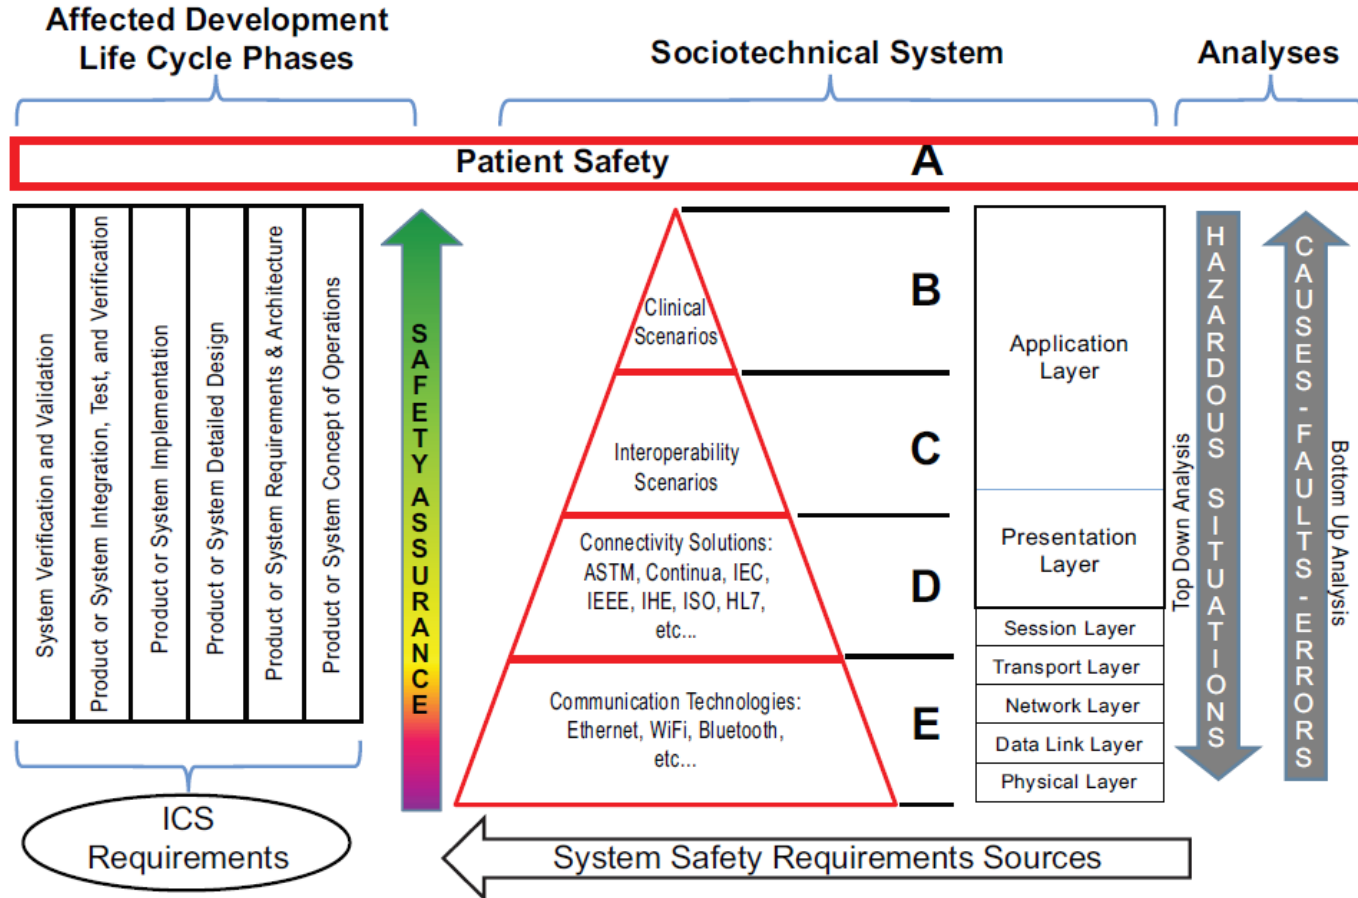 Affected Development
Life Cycle Phases
Sociotechnical System
Analyses
Patient Safety
A
System Verification and Validation
Product or System Integration, Test, and Verification
Product or System Implementation
Product or System Detailed Design
Product or System Requirements & Architecture
Product or System Concept of Operations
SAFETY ASSURANCE
Clinical
Scenarios
B
Interoperability
Scenarios
C
Connectivity Solutions:
ASTM, Continua, IEC,
IEEE, IHE, ISO, HL7,
etc...
D
Communication Technologies:
Ethernet, WiFi, Bluetooth,
etc...
E
Application
Layer
Presentation
Layer
Session Layer
Transport Layer
Network Layer
Data Link Layer
Physical Layer
Top Down Analysis
HAZARDOUS SITUATIONS
CAUSES-FAULTS-ERRORS
Bottom Up Analysis
ICS
Requirements
System Safety Requirements Sources